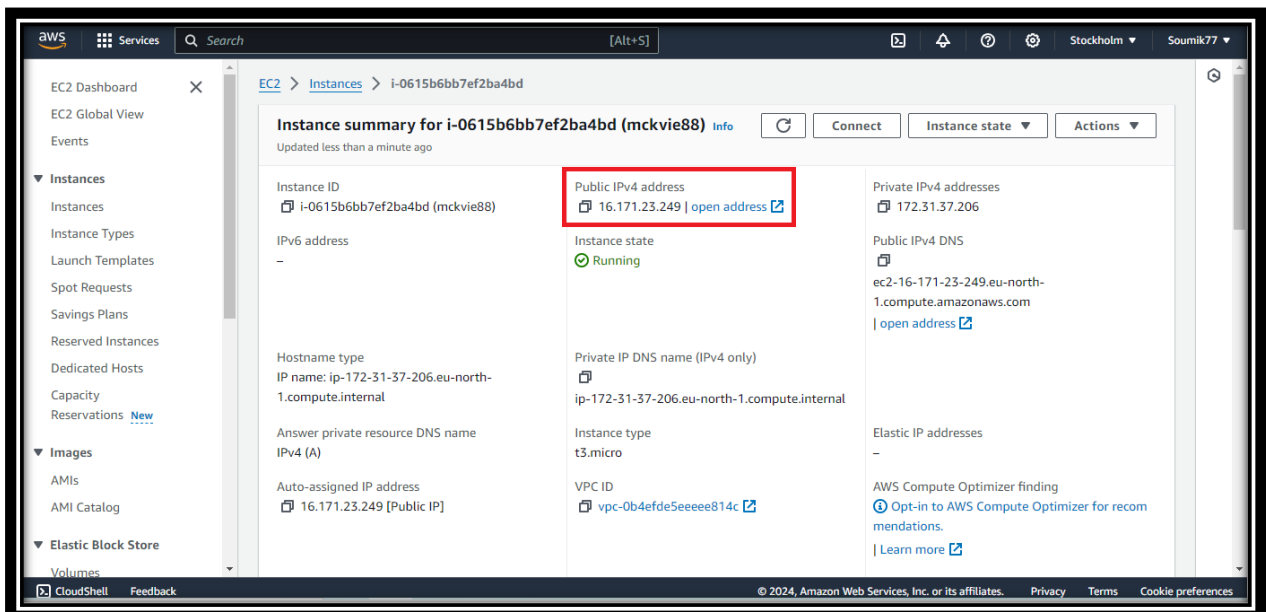 aws
Services
Search
[Alt+S]
Stockholm ▼
Soumik77 ▼
EC2 Dashboard
EC2 Global View
Events
Instances
Instances
Instance Types
Launch Templates
Spot Requests
Savings Plans
Reserved Instances
Dedicated Hosts
Capacity
Reservations New
Images
AMIs
AMI Catalog
Elastic Block Store
Volumes
EC2 > Instances > i-0615b6bb7ef2ba4bd
Instance summary for i-0615b6bb7ef2ba4bd (mckvie88) Info
Connect
Instance state ▼
Actions ▼
Updated less than a minute ago
Instance ID
i-0615b6bb7ef2ba4bd (mckvie88)
Public IPv4 address
16.171.23.249 | open address
Private IPv4 addresses
172.31.37.206
IPv6 address
–
Instance state
Running
Public IPv4 DNS
ec2-16-171-23-249.eu-north-
1.compute.amazonaws.com
| open address
Hostname type
IP name: ip-172-31-37-206.eu-north-
1.compute.internal
Private IP DNS name (IPv4 only)
ip-172-31-37-206.eu-north-1.compute.internal
Answer private resource DNS name
IPv4 (A)
Instance type
t3.micro
Elastic IP addresses
–
Auto-assigned IP address
16.171.23.249 [Public IP]
VPC ID
vpc-0b4efde5eeeee814c
AWS Compute Optimizer finding
Opt-in to AWS Compute Optimizer for recom
mendations.
| Learn more
CloudShell
Feedback
© 2024, Amazon Web Services, Inc. or its affiliates.
Privacy
Terms
Cookie preferences